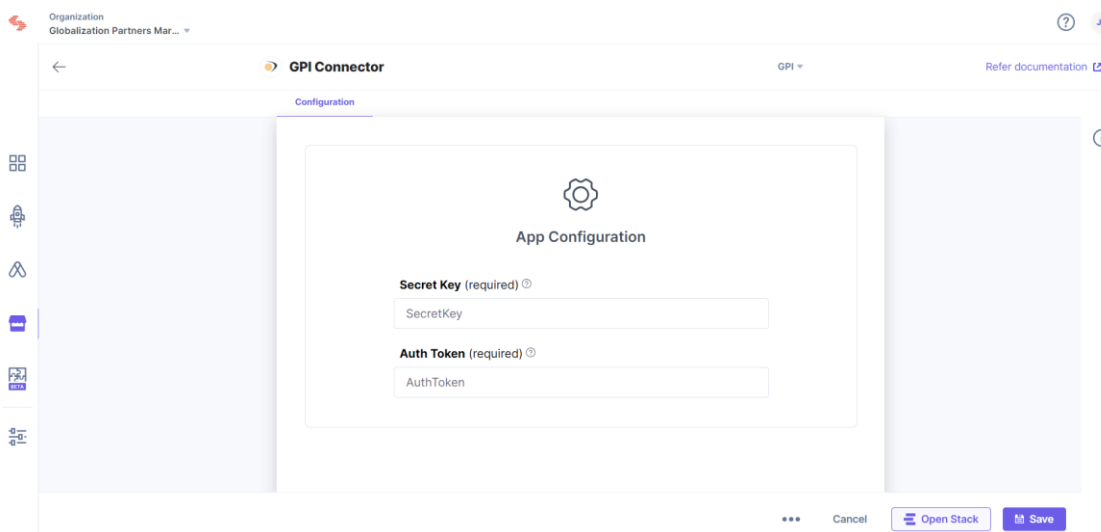 Organization
Globalization Partners Mar...
GPI Connector
GPI
Refer documentation
Configuration
App Configuration
Secret Key (required)
SecretKey
Auth Token (required)
AuthToken
BETA
Cancel
Open Stack
Save